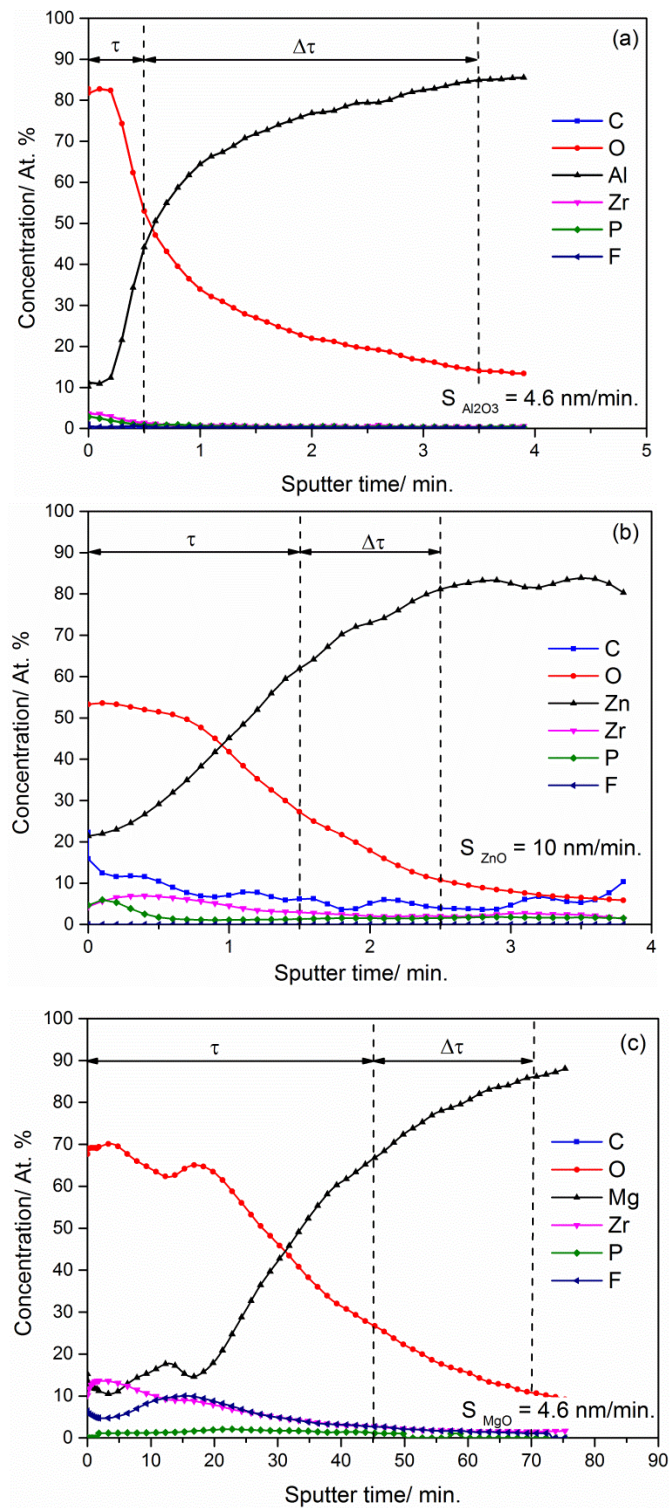 (a)
τ Δτ
100
90
80
70
60
50
40
30
20
10
0
Concentration/ At. %
C
O
Al
Zr
P
F
S Al2O3 = 4.6 nm/min.
0 1 2 3 4 5
Sputter time/ min.
(b)
τ Δτ
100
90
80
70
60
50
40
30
20
10
0
Concentration/ At. %
C
O
Zn
Zr
P
F
S ZnO = 10 nm/min.
0 1 2 3 4
Sputter time/ min.
(c)
τ Δτ
100
90
80
70
60
50
40
30
20
10
0
Concentration/ At. %
C
O
Mg
Zr
P
F
S MgO = 4.6 nm/min.
0 10 20 30 40 50 60 70 80 90
Sputter time/ min.